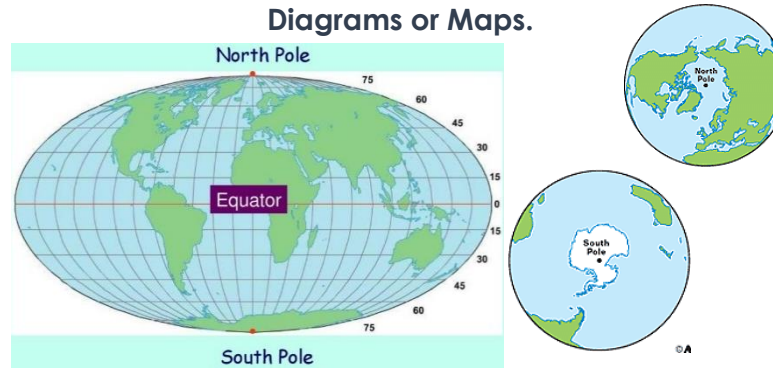 Diagrams or Maps.
North Pole
75
60
45
30
15
Equator
0
15
30
45
60
75
South Pole
North
Pole
South
Pole
©A